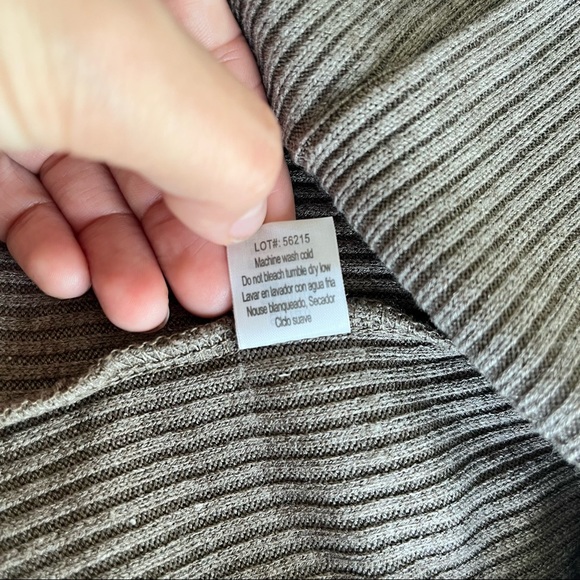 LOT#: 56215
Machine wash cold
Do not bleach tumble dry low
Lavar en lavador con agua fria
Nouse blanqueado, Secador
Ciclo suave